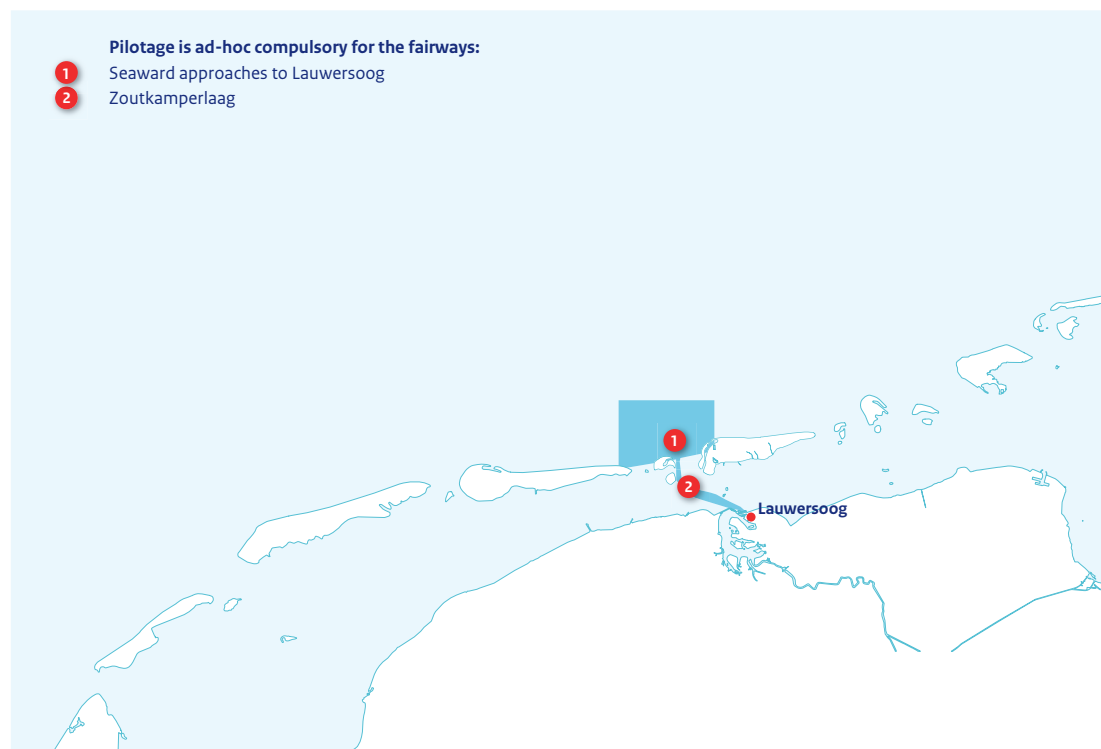 Pilotage is ad-hoc compulsory for the fairways:
1 Seaward approaches to Lauwersoog
2 Zoutkamperlaag
1
2
Lauwersoog